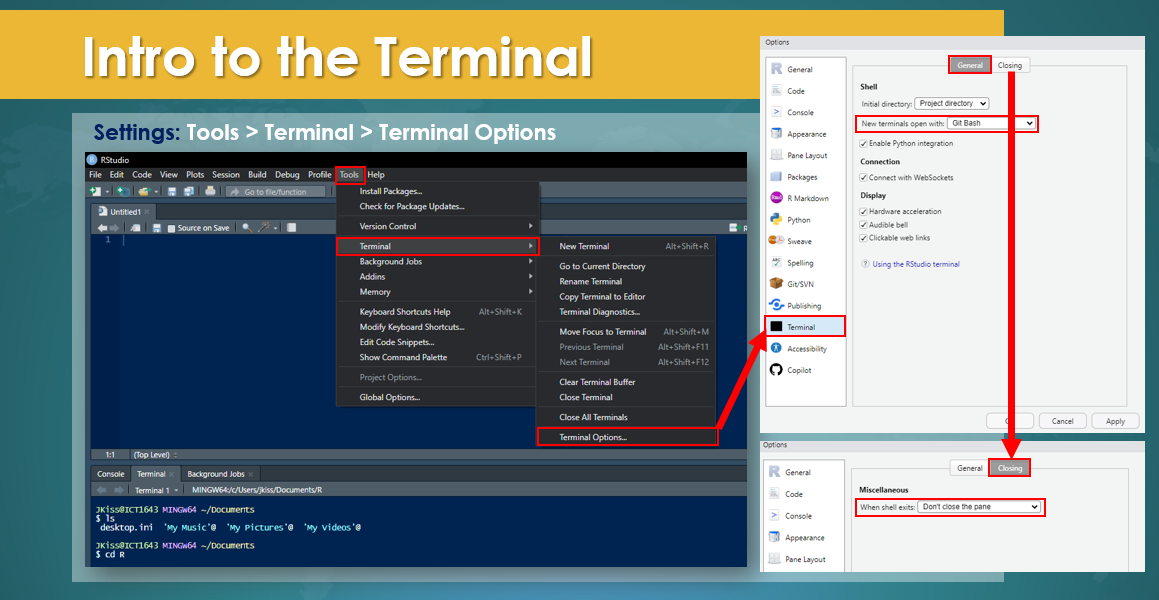 Intro to the Terminal
Settings: Tools > Terminal > Terminal Options
RStudio
File Edit Code View Plots Session Build Debug Profile Tools Help
Go to file/function
Untitled1
Source on Save
1
Install Packages...
Check for Package Updates...
Version Control
Terminal
Background Jobs
Addins
Memory
Keyboard Shortcuts Help Alt+Shift+K
Modify Keyboard Shortcuts...
Edit Code Snippets...
Show Command Palette Ctrl+Shift+P
Project Options...
Global Options...
New Terminal Alt+Shift+R
Go to Current Directory
Rename Terminal
Copy Terminal to Editor
Terminal Diagnostics...
Move Focus to Terminal Alt+Shift+M
Previous Terminal Alt+Shift+F11
Next Terminal Alt+Shift+F12
Clear Terminal Buffer
Close Terminal
Close All Terminals
Terminal Options...
1:1 (Top Level)
Console Terminal Background Jobs
Terminal 1 MINGW64:/c/Users/jkiss/Documents/R
JKiss@ICT1643 MINGW64 ~/Documents
$ ls
desktop.ini 'My Music'@ 'My Pictures'@ 'My Videos'@
JKiss@ICT1643 MINGW64 ~/Documents
$ cd R
Options
General
Code
Console
Appearance
Pane Layout
Packages
R Markdown
Python
Sweave
Spelling
Git/SVN
Publishing
Terminal
Accessibility
Copilot
General Closing
Shell
Initial directory: Project directory
New terminals open with: Git Bash
Enable Python integration
Connection
Connect with WebSockets
Display
Hardware acceleration
Audible bell
Clickable web links
Using the RStudio terminal
Cancel Apply
Options
General
Code
Console
Appearance
Pane Layout
General Closing
Miscellaneous
When shell exits: Don't close the pane